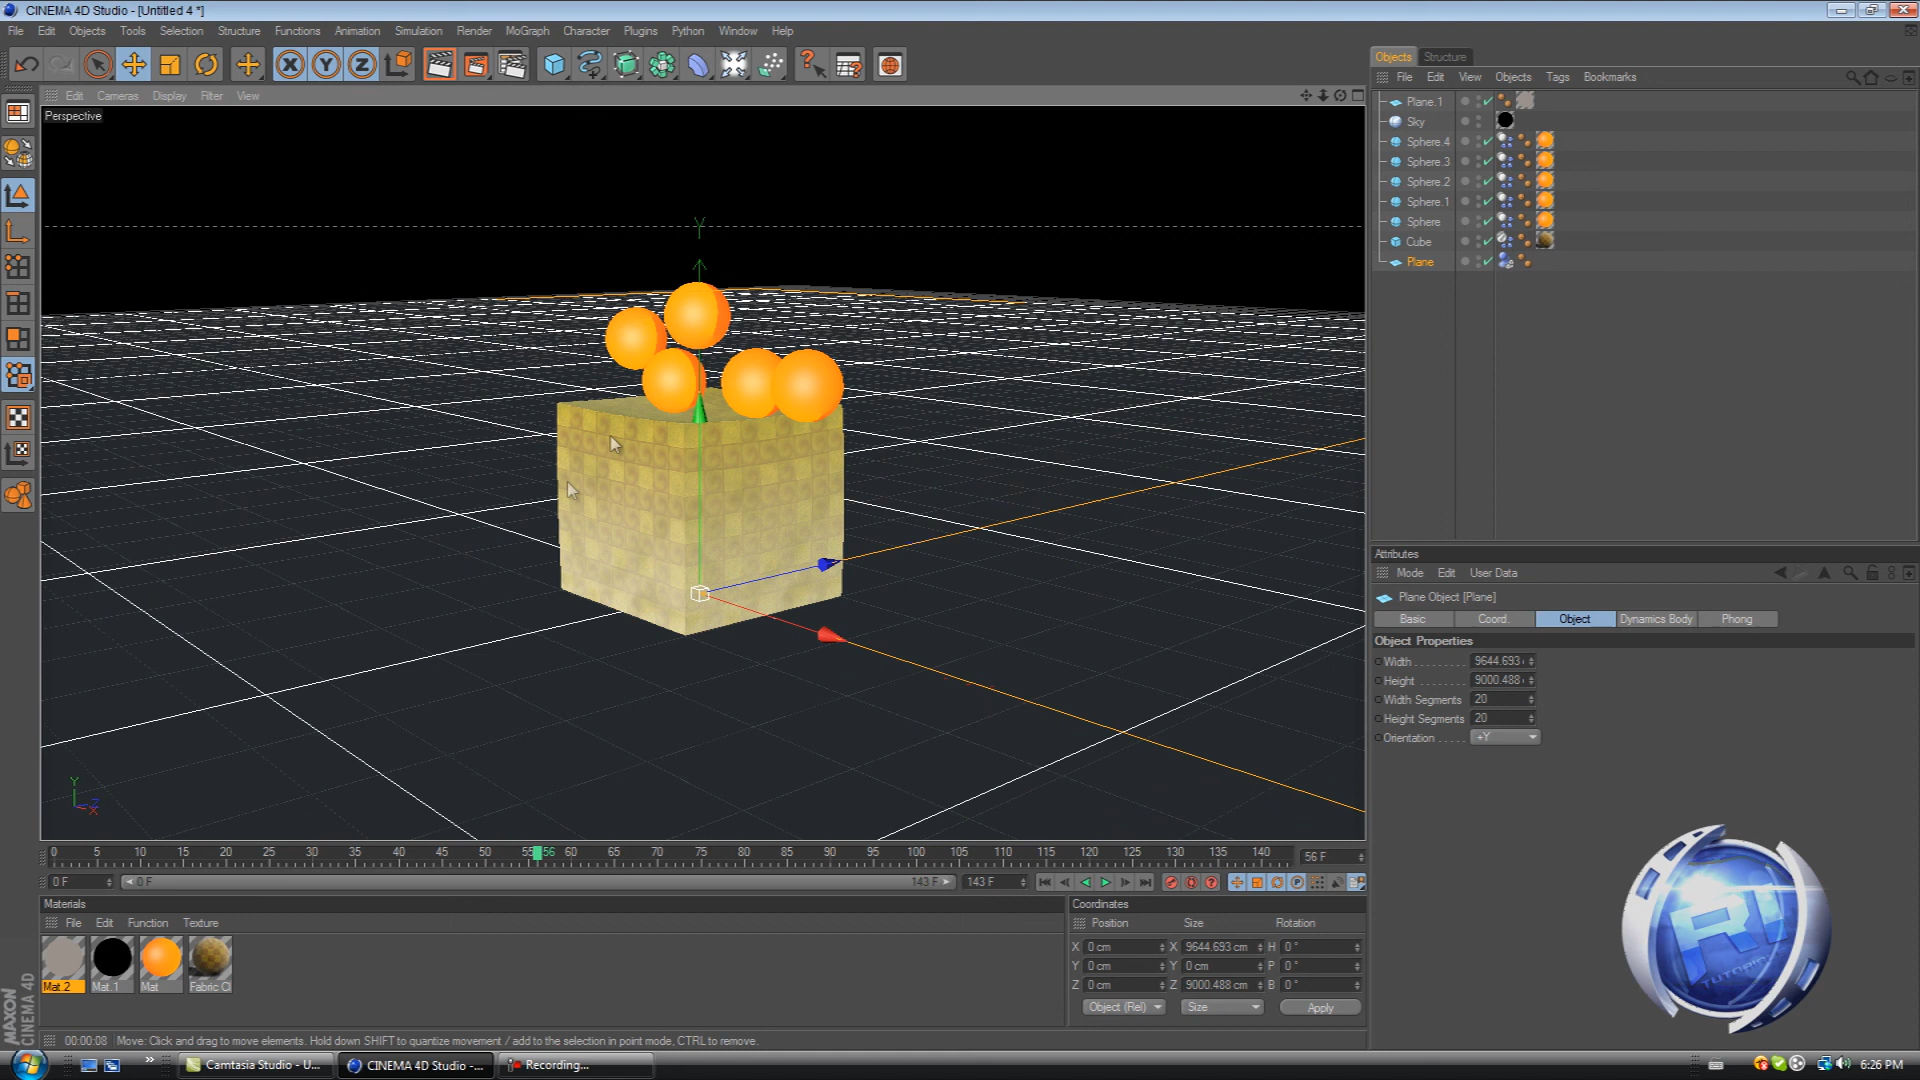 CINEMA 4D Studio - [Untitled 4 *]
File Edit Objects Tools Selection Structure Functions Animation Simulation Render MoGraph Character Plugins Python Window Help
X Y Z
Edit Cameras Display Filter View
Perspective
Y
Y
Z
X
0 5 10 15 20 25 30 35 40 45 50 55 56 60 65 70 75 80 85 90 95 100 105 110 115 120 125 130 135 140
56 F
0 F
0 F
143 F
143 F
Materials
File Edit Function Texture
Mat.2 Mat.1 Mat Fabric Cl
MAXON
CINEMA 4D
Coordinates
Position Size Rotation
X 0 cm X 9644.693 cm H 0 °
Y 0 cm Y 0 cm P 0 °
Z 0 cm Z 9000.488 cm B 0 °
Object (Rel) Size Apply
00:00:08 Move: Click and drag to move elements. Hold down SHIFT to quantize movement / add to the selection in point mode, CTRL to remove.
Objects Structure
File Edit View Objects Tags Bookmarks
Plane.1
Sky
Sphere.4
Sphere.3
Sphere.2
Sphere.1
Sphere
Cube
Plane
Attributes
Mode Edit User Data
Plane Object [Plane]
Basic Coord. Object Dynamics Body Phong
Object Properties
Width 9644.693
Height 9000.488
Width Segments 20
Height Segments 20
Orientation +Y
Camtasia Studio - U...
CINEMA 4D Studio -...
Recording...
6:26 PM